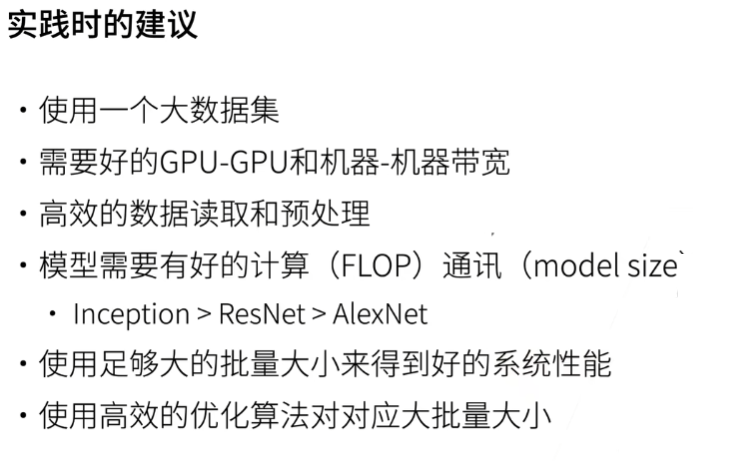 实践时的建议
• 使用一个大数据集
• 需要好的GPU-GPU和机器-机器带宽
• 高效的数据读取和预处理
• 模型需要有好的计算（FLOP）通讯（model size
• Inception > ResNet > AlexNet
• 使用足够大的批量大小来得到好的系统性能
• 使用高效的优化算法对对应大批量大小